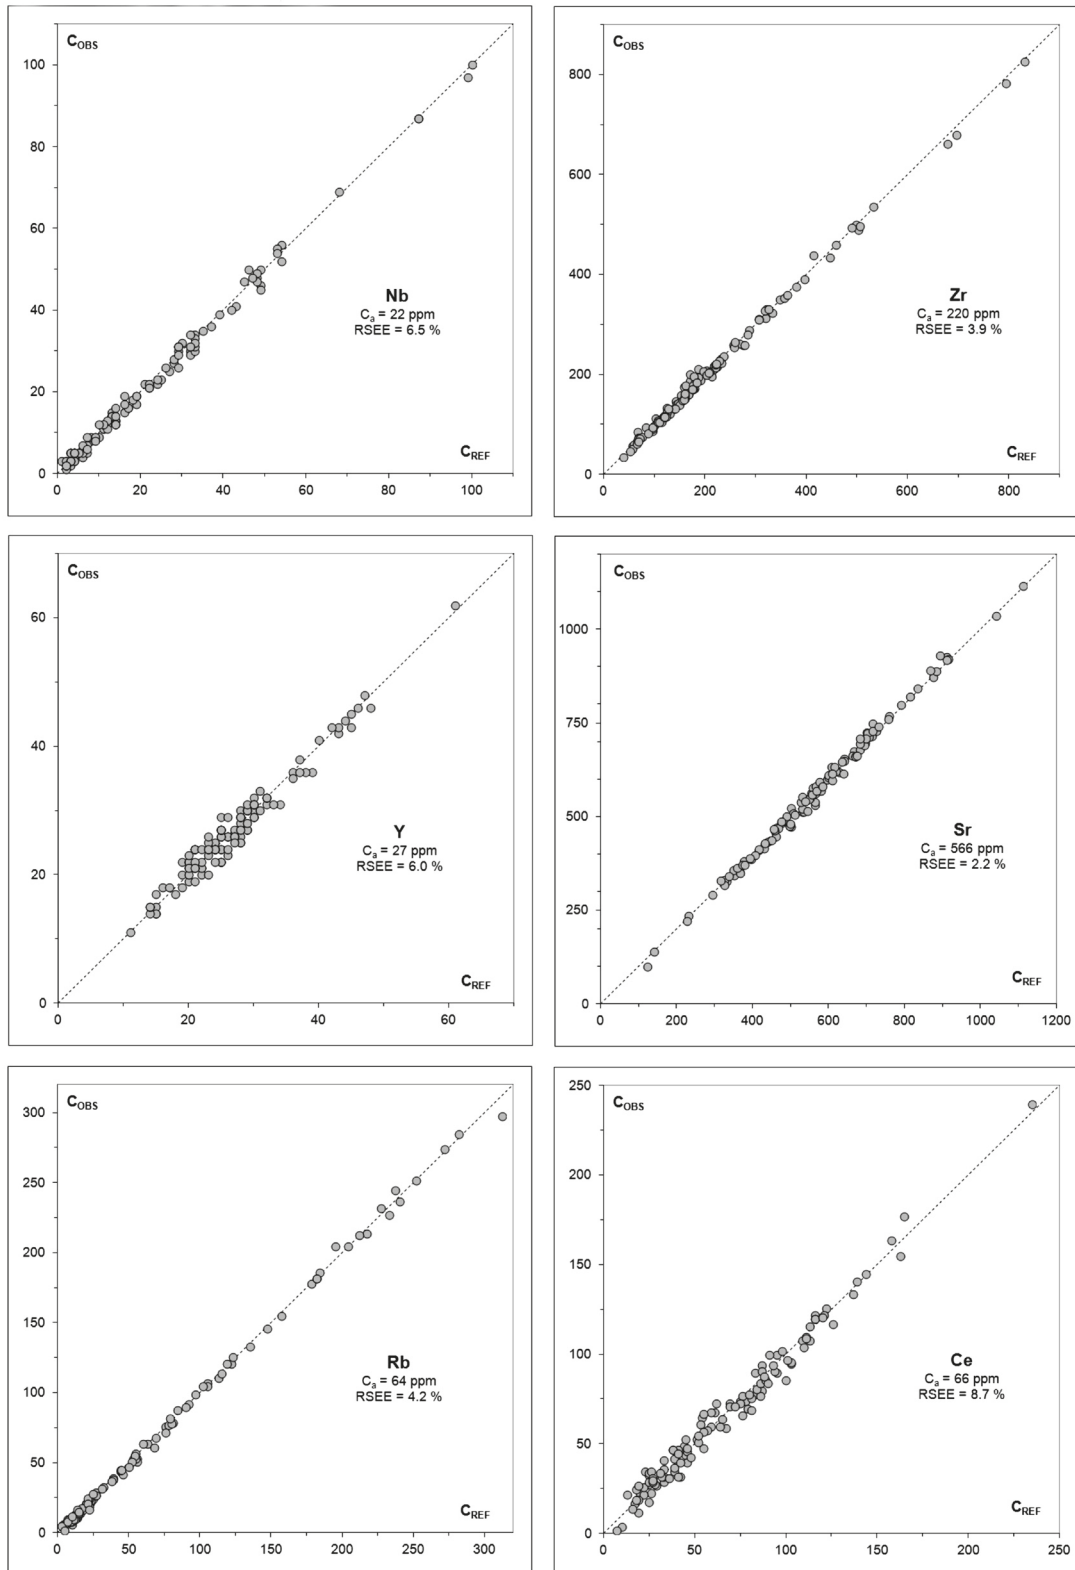 C_OBS
100
80
60
40
20
0
Nb
C_a = 22 ppm
RSEE = 6.5 %
C_REF
0 20 40 60 80 100
C_OBS
800
600
400
200
0
Zr
C_a = 220 ppm
RSEE = 3.9 %
C_REF
0 200 400 600 800
C_OBS
60
40
20
0
Y
C_a = 27 ppm
RSEE = 6.0 %
C_REF
0 20 40 60
C_OBS
1000
750
500
250
0
Sr
C_a = 566 ppm
RSEE = 2.2 %
C_REF
0 200 400 600 800 1000 1200
C_OBS
300
250
200
150
100
50
0
Rb
C_a = 64 ppm
RSEE = 4.2 %
C_REF
0 50 100 150 200 250 300
C_OBS
250
200
150
100
50
0
Ce
C_a = 66 ppm
RSEE = 8.7 %
C_REF
0 50 100 150 200 250